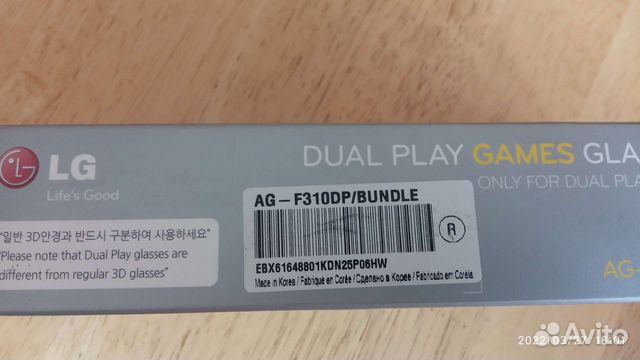 LG
Life's Good
DUAL PLAY GAMES GLA
ONLY FOR DUAL PLA
"일반 3D안경과 반드시 구분하여 사용하세요"
"Please note that Dual Play glasses are
different from regular 3D glasses"
AG-F310DP/BUNDLE
R
EBX61648801KDN25P06HW
Made in Korea / Fabriqué en Corée / Сделано в Корее / Fabricado em Coréia
AG-
Avito
2022/03/27 16:01